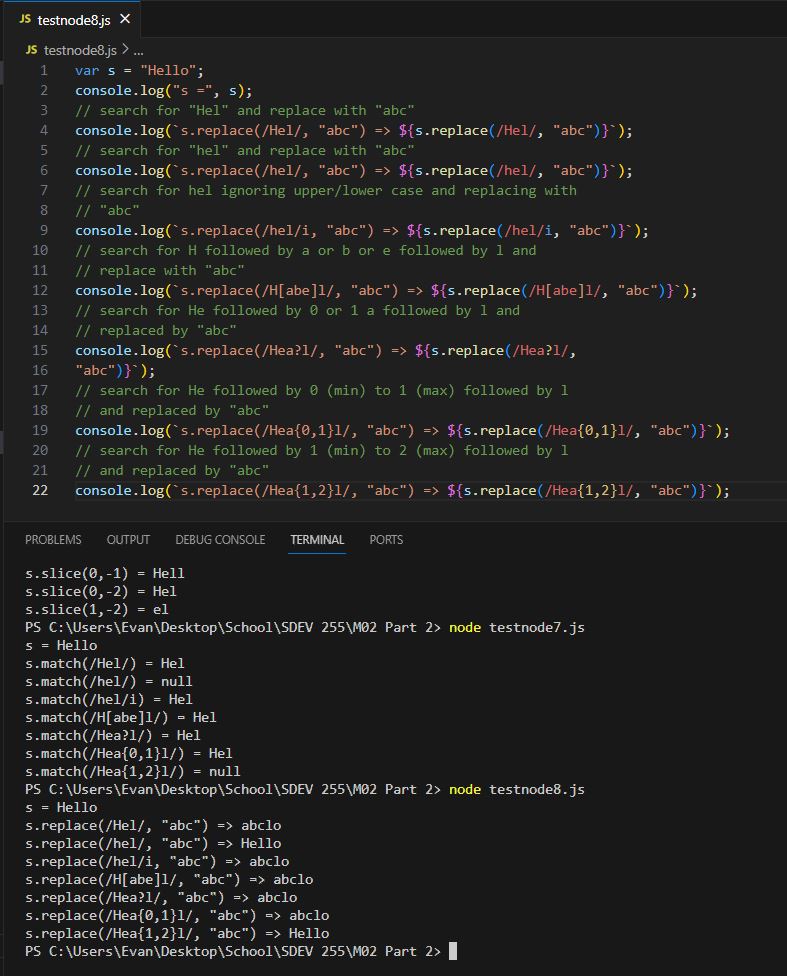 JS testnode8.js ✕
JS testnode8.js > ...
1 var s = "Hello";
2 console.log("s =", s);
3 // search for "Hel" and replace with "abc"
4 console.log(`s.replace(/Hel/, "abc") => ${s.replace(/Hel/, "abc")}`);
5 // search for "hel" and replace with "abc"
6 console.log(`s.replace(/hel/, "abc") => ${s.replace(/hel/, "abc")}`);
7 // search for hel ignoring upper/lower case and replacing with
8 // "abc"
9 console.log(`s.replace(/hel/i, "abc") => ${s.replace(/hel/i, "abc")}`);
10 // search for H followed by a or b or e followed by l and
11 // replace with "abc"
12 console.log(`s.replace(/H[abe]l/, "abc") => ${s.replace(/H[abe]l/, "abc")}`);
13 // search for He followed by 0 or 1 a followed by l and
14 // replaced by "abc"
15 console.log(`s.replace(/Hea?l/, "abc") => ${s.replace(/Hea?l/,
16 "abc")}`);
17 // search for He followed by 0 (min) to 1 (max) followed by l
18 // and replaced by "abc"
19 console.log(`s.replace(/Hea{0,1}l/, "abc") => ${s.replace(/Hea{0,1}l/, "abc")}`);
20 // search for He followed by 1 (min) to 2 (max) followed by l
21 // and replaced by "abc"
22 console.log(`s.replace(/Hea{1,2}l/, "abc") => ${s.replace(/Hea{1,2}l/, "abc")}`);
PROBLEMS OUTPUT DEBUG CONSOLE TERMINAL PORTS
s.slice(0,-1) = Hell
s.slice(0,-2) = Hel
s.slice(1,-2) = el
PS C:\Users\Evan\Desktop\School\SDEV 255\M02 Part 2> node testnode7.js
s = Hello
s.match(/Hel/) = Hel
s.match(/hel/) = null
s.match(/hel/i) = Hel
s.match(/H[abe]l/) = Hel
s.match(/Hea?l/) = Hel
s.match(/Hea{0,1}l/) = Hel
s.match(/Hea{1,2}l/) = null
PS C:\Users\Evan\Desktop\School\SDEV 255\M02 Part 2> node testnode8.js
s = Hello
s.replace(/Hel/, "abc") => abclo
s.replace(/hel/, "abc") => Hello
s.replace(/hel/i, "abc") => abclo
s.replace(/H[abe]l/, "abc") => abclo
s.replace(/Hea?l/, "abc") => abclo
s.replace(/Hea{0,1}l/, "abc") => abclo
s.replace(/Hea{1,2}l/, "abc") => Hello
PS C:\Users\Evan\Desktop\School\SDEV 255\M02 Part 2>